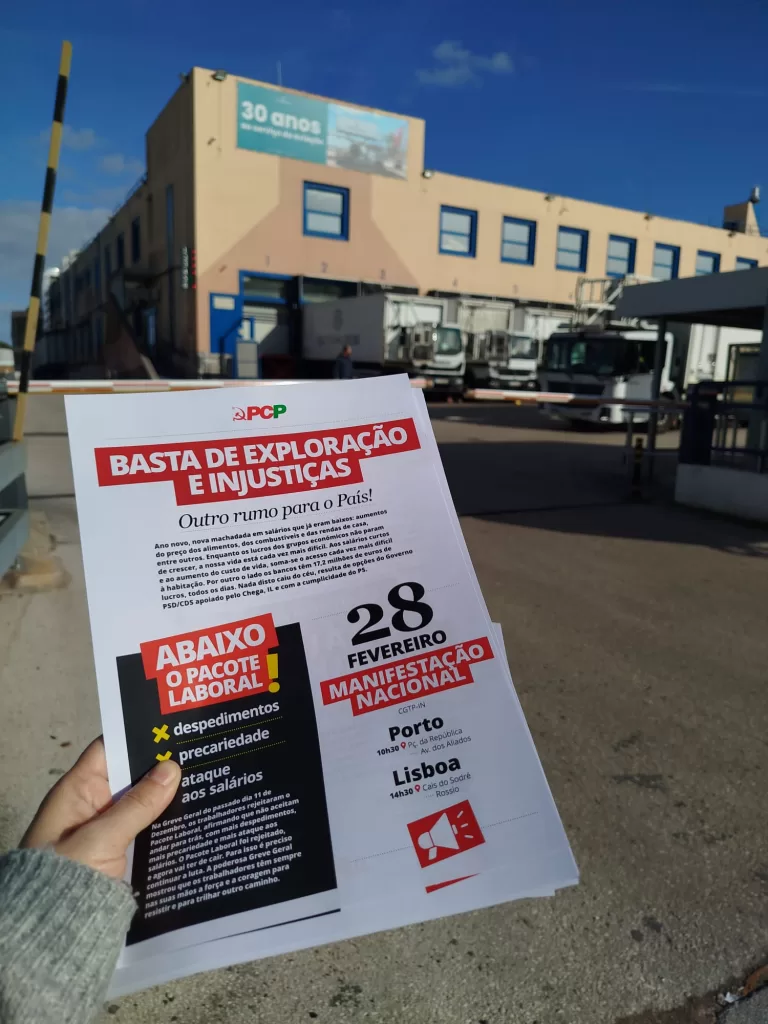 30 anos
ao serviço da aviação
1
2
3
PCP
BASTA DE EXPLORAÇÃO
E INJUSTIÇAS
Outro rumo para o País!
Ano novo, nova machadada em salários que já eram baixos: aumentos
do preço dos alimentos, dos combustíveis e das rendas de casa,
entre outros. Enquanto os lucros dos grupos económicos não param
de crescer, a nossa vida está cada vez mais difícil. Aos salários curtos
e ao aumento do custo de vida, soma-se o acesso cada vez mais difícil
à habitação. Por outro o lado os bancos têm 17,2 milhões de euros de
lucros, todos os dias. Nada disto caiu do céu, resulta de opções do Governo
PSD/CDS apoiado pelo Chega, IL e com a cumplicidade do PS.
ABAIXO
O PACOTE
LABORAL!
despedimentos
precariedade
ataque
aos salários
Na Greve Geral de passado dia 11 de
Dezembro, os trabalhadores rejeitaram o
Pacote Laboral, afirmando que não aceitam
andar para trás, com mais despedimentos,
mais precariedade e mais ataque aos
salários. O Pacote Laboral foi rejeitado,
e agora vai ter de cair. Para isso é preciso
continuar a luta. A poderosa Greve Geral
mostrou que os trabalhadores têm sempre
nas suas mãos a força e a coragem para
resistir e para trilhar outro caminho.
28
FEVEREIRO
MANIFESTAÇÃO
NACIONAL
CGTP-IN
Porto
10h30 Pç. da República
Av. dos Aliados
Lisboa
14h30 Cais do Sodré
Rossio